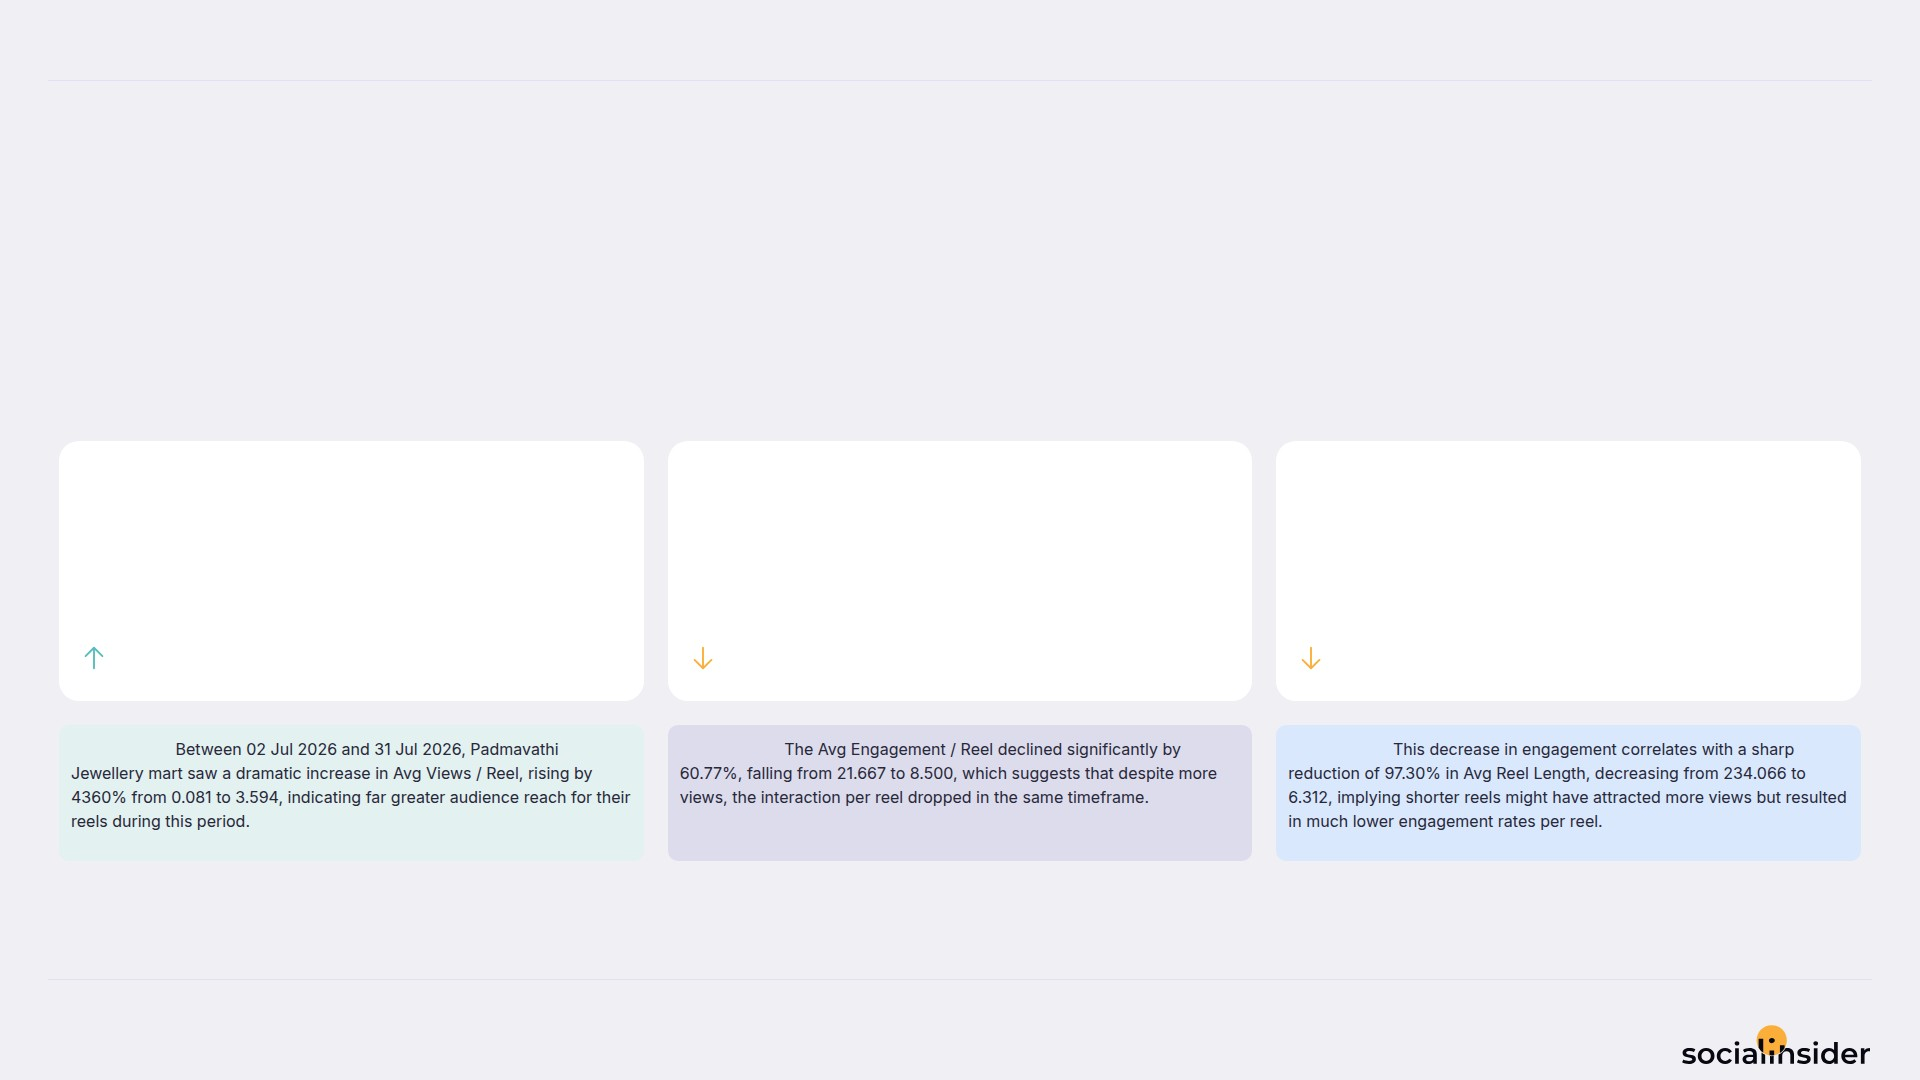 Between 02 Jul 2026 and 31 Jul 2026, Padmavathi
Jewellery mart saw a dramatic increase in Avg Views / Reel, rising by
4360% from 0.081 to 3.594, indicating far greater audience reach for their
reels during this period.
The Avg Engagement / Reel declined significantly by
60.77%, falling from 21.667 to 8.500, which suggests that despite more
views, the interaction per reel dropped in the same timeframe.
This decrease in engagement correlates with a sharp
reduction of 97.30% in Avg Reel Length, decreasing from 234.066 to
6.312, implying shorter reels might have attracted more views but resulted
in much lower engagement rates per reel.
socialinsider